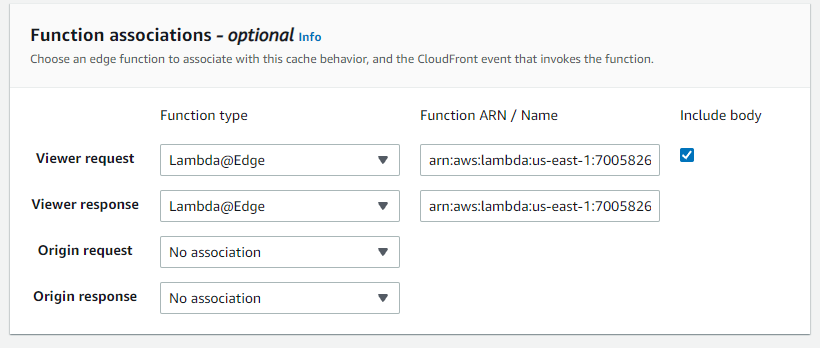 Function associations - optional Info
Choose an edge function to associate with this cache behavior, and the CloudFront event that invokes the function.
Function type Function ARN / Name Include body
Viewer request Lambda@Edge arn:aws:lambda:us-east-1:7005826
Viewer response Lambda@Edge arn:aws:lambda:us-east-1:7005826
Origin request No association
Origin response No association